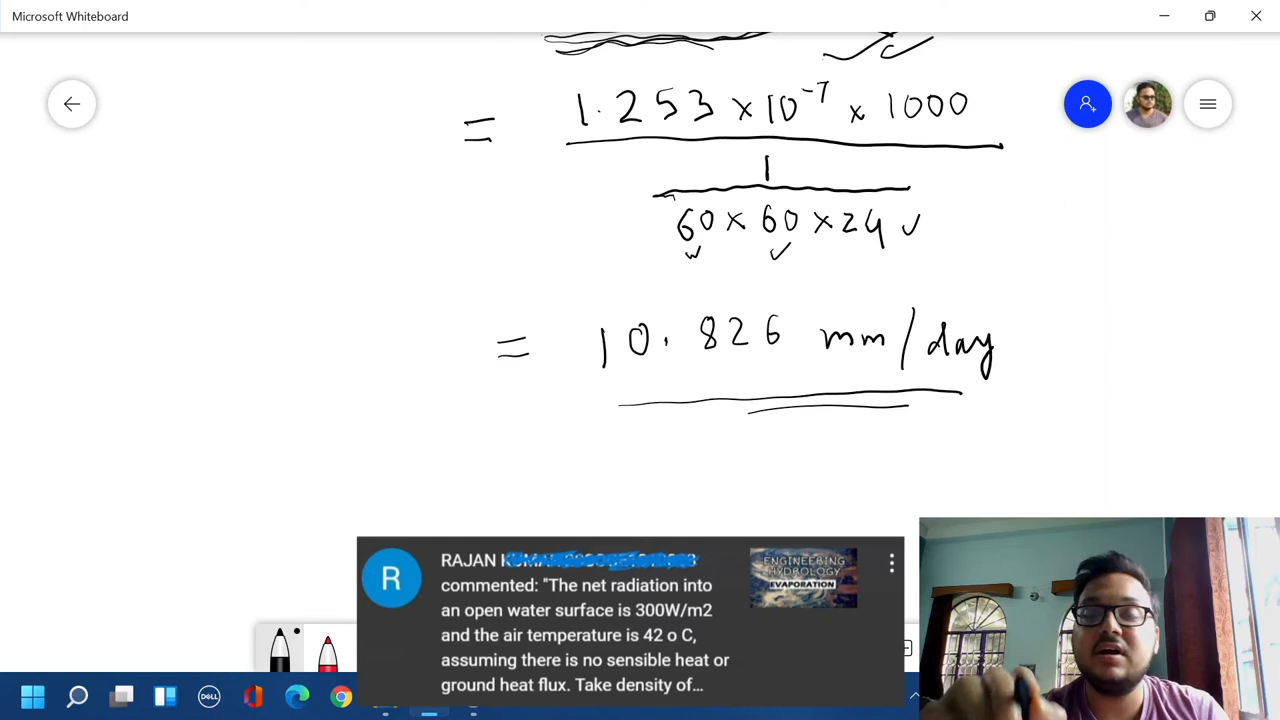 Microsoft Whiteboard
= 1.253 × 10⁻⁷ × 1000
1
60 × 60 × 24
= 10.826 mm/day
R
RAJAN
commented: "The net radiation into
an open water surface is 300W/m2
and the air temperature is 42 o C,
assuming there is no sensible heat or
ground heat flux. Take density of...
ENGINEERING
HYDROLOGY
EVAPORATION
DELL